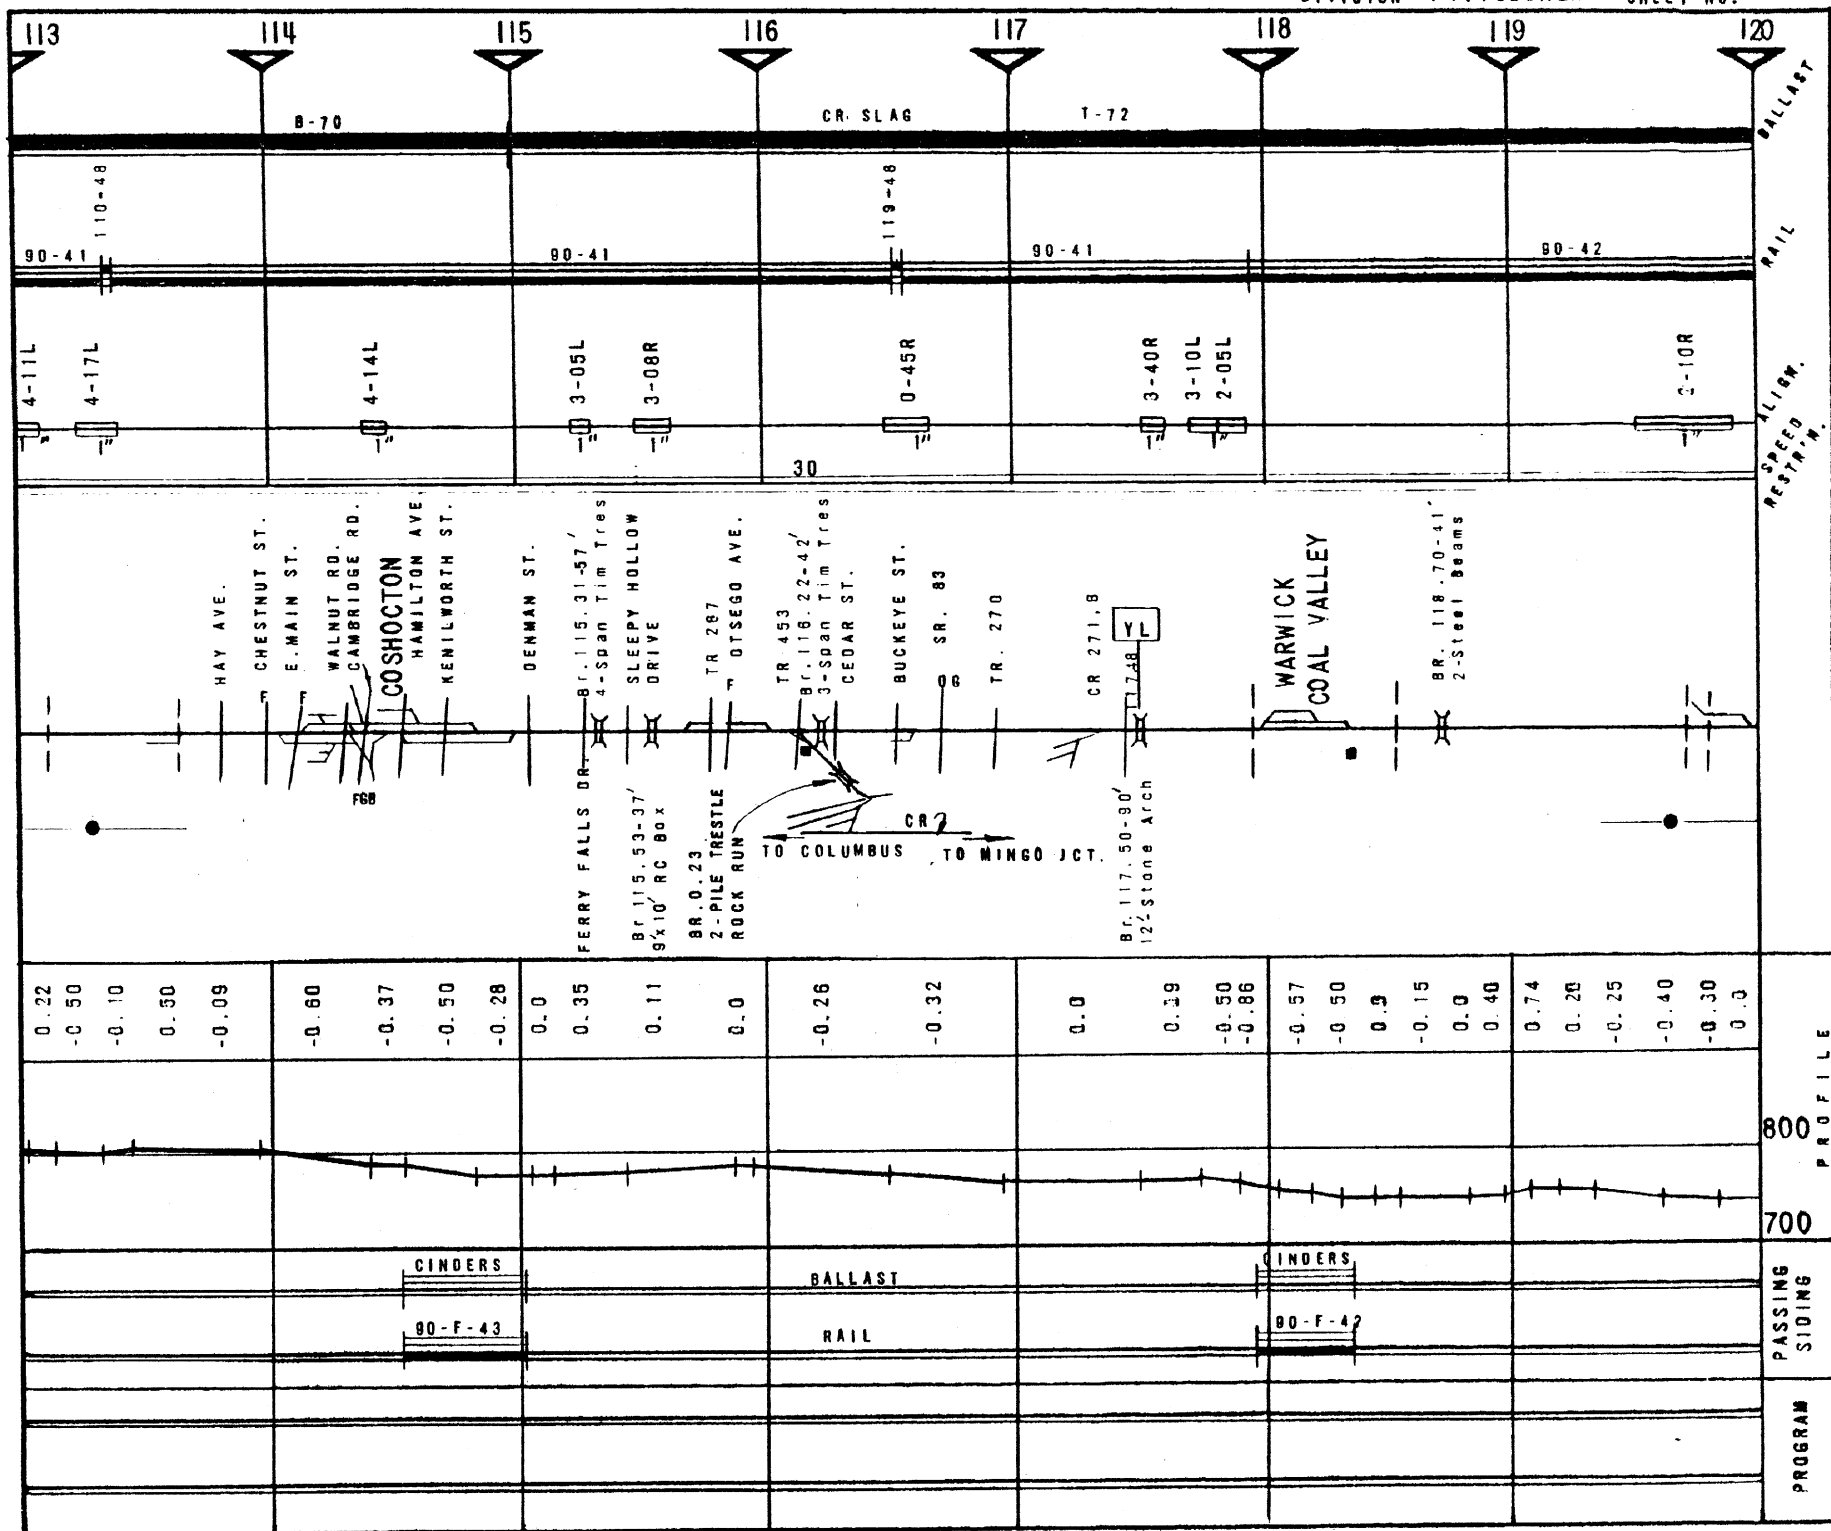 113 114 115 116 117 118 119 120
BALLAST
B-70 CR. SLAG T-72
110-48 119-48
90-41 90-41 90-41 90-42
RAIL
4-11L 4-17L 4-14L 3-05L 3-08R 0-45R 3-40R 3-10L 2-05L 2-10R
1" 1" 1" 1" 1" 1" 1" 1" 1"
ALIGN.
SPEED
RESTR'N.
30
HAY AVE.
CHESTNUT ST.
E.MAIN ST.
WALNUT RD.
CAMBRIDGE RD.
COSHOCTON
HAMILTON AVE
KENILWORTH ST.
DENMAN ST.
Br.115.31-57'
4-Span Tim Tres
SLEEPY HOLLOW
DRIVE
TR 287
OTSEGO AVE.
TR 453
Br.116.22-42'
3-Span Tim Tres
CEDAR ST.
BUCKEYE ST.
SR. 83
TR. 270
CR 271,B
YL
1748
WARWICK
COAL VALLEY
BR. 118.70-41'
2-Steel Beams
F F F OG
FGB
FERRY FALLS DR.
Br 115.53-37'
9'x10' RC Box
BR.0.23
2-PILE TRESTLE
ROCK RUN
CR
TO COLUMBUS TO MINGO JCT.
Br.117.50-90'
12'-Stone Arch
0.22 -0.50 -0.10 0.50 -0.09 -0.60 -0.37 -0.50 -0.28 0.0 0.35 0.11 0.0 -0.26 -0.32 0.0 -0.50 -0.86 -0.57 -0.50 -0.15 0.0 0.40 0.74 -0.25 -0.40 -0.30 0.0
PROFILE
800
700
CINDERS BALLAST CINDERS
90-F-43 RAIL 90-F-42
PASSING
SIDING
PROGRAM